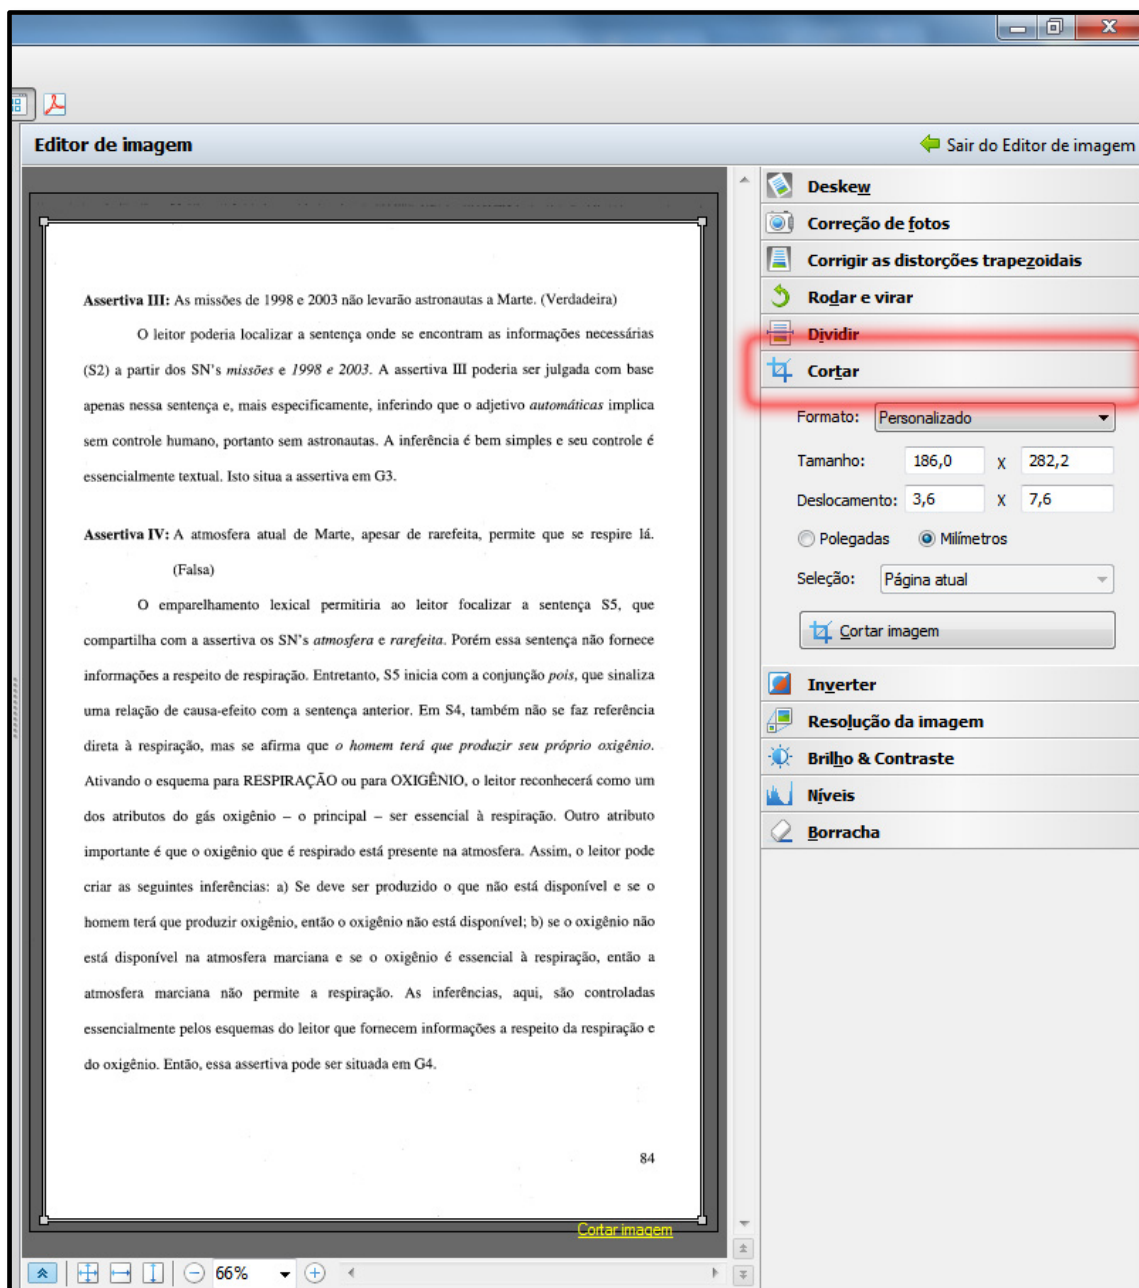 Editor de imagem
Sair do Editor de imagem
Assertiva III: As missões de 1998 e 2003 não levarão astronautas a Marte. (Verdadeira)
O leitor poderia localizar a sentença onde se encontram as informações necessárias
(S2) a partir dos SN's missões e 1998 e 2003. A assertiva III poderia ser julgada com base
apenas nessa sentença e, mais especificamente, inferindo que o adjetivo automáticas implica
sem controle humano, portanto sem astronautas. A inferência é bem simples e seu controle é
essencialmente textual. Isto situa a assertiva em G3.
Assertiva IV: A atmosfera atual de Marte, apesar de rarefeita, permite que se respire lá.
(Falsa)
O emparelhamento lexical permitiria ao leitor focalizar a sentença S5, que
compartilha com a assertiva os SN's atmosfera e rarefeita. Porém essa sentença não fornece
informações a respeito de respiração. Entretanto, S5 inicia com a conjunção pois, que sinaliza
uma relação de causa-efeito com a sentença anterior. Em S4, também não se faz referência
direta à respiração, mas se afirma que o homem terá que produzir seu próprio oxigênio.
Ativando o esquema para RESPIRAÇÃO ou para OXIGÊNIO, o leitor reconhecerá como um
dos atributos do gás oxigênio – o principal – ser essencial à respiração. Outro atributo
importante é que o oxigênio que é respirado está presente na atmosfera. Assim, o leitor pode
criar as seguintes inferências: a) Se deve ser produzido o que não está disponível e se o
homem terá que produzir oxigênio, então o oxigênio não está disponível; b) se o oxigênio não
está disponível na atmosfera marciana e se o oxigênio é essencial à respiração, então a
atmosfera marciana não permite a respiração. As inferências, aqui, são controladas
essencialmente pelos esquemas do leitor que fornecem informações a respeito da respiração e
do oxigênio. Então, essa assertiva pode ser situada em G4.
84
Cortar imagem
66%
Deskew
Correção de fotos
Corrigir as distorções trapezoidais
Rodar e virar
Dividir
Cortar
Formato: Personalizado
Tamanho: 186,0 X 282,2
Deslocamento: 3,6 X 7,6
Polegadas Milímetros
Seleção: Página atual
Cortar imagem
Inverter
Resolução da imagem
Brilho & Contraste
Níveis
Borracha